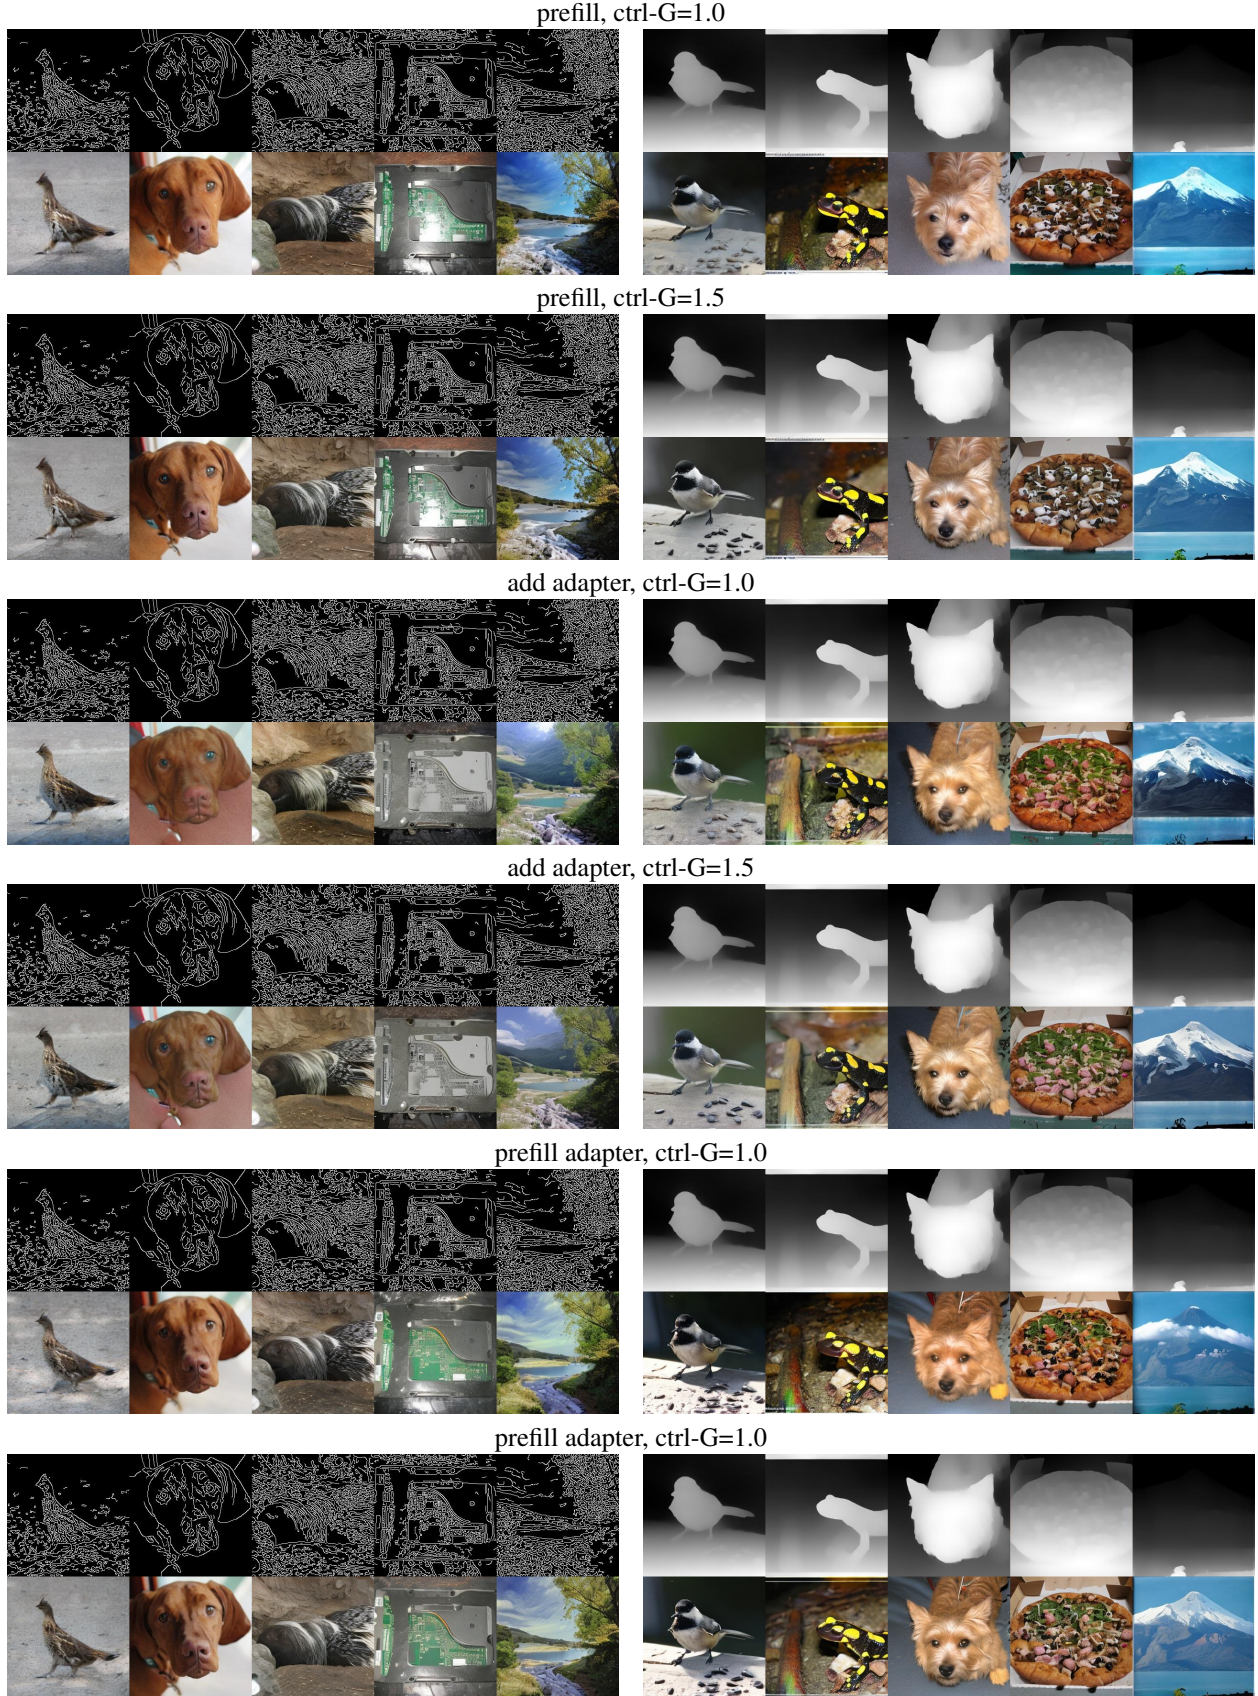 prefill, ctrl-G=1.0
prefill, ctrl-G=1.5
add adapter, ctrl-G=1.0
add adapter, ctrl-G=1.5
prefill adapter, ctrl-G=1.0
prefill adapter, ctrl-G=1.0